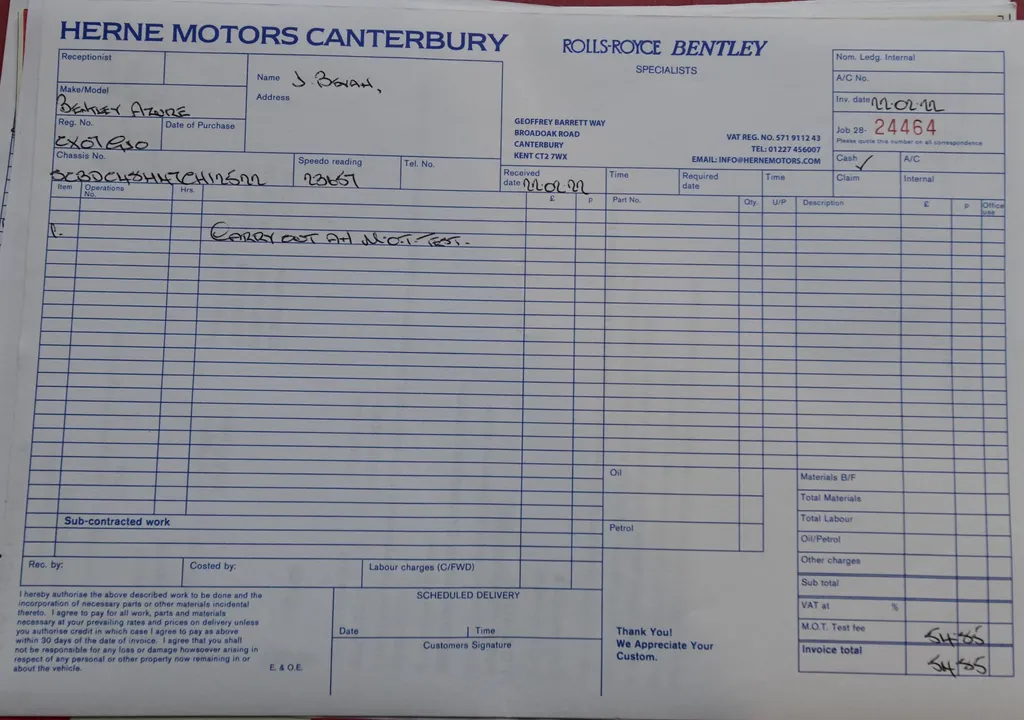 HERNE MOTORS CANTERBURY
ROLLS-ROYCE BENTLEY
SPECIALISTS
Receptionist
Name J. Bevan,
Address
Make/Model
BENTLEY AZURE
Reg. No.
Date of Purchase
Chassis No.
Speedo reading
Tel. No.
GEOFFREY BARRETT WAY
BROADOAK ROAD
CANTERBURY
KENT CT2 7WX
VAT REG. NO. 571 9112 43
TEL: 01227 456007
EMAIL: INFO@HERNEMOTORS.COM
Nom. Ledg. Internal
A/C No.
Inv. date 22-02-22
Job 28- 24464
Please quote this number on all correspondence
Cash ✓ A/C
Claim Internal
Received date 22-02-22
Time
Required date
Time
Item Operations No. Hrs. £ p Part No. Qty. U/P Description £ p Office use
1. CARRY OUT AN M.O.T. TEST.
Oil
Petrol
Materials B/F
Total Materials
Total Labour
Oil/Petrol
Other charges
Sub total
VAT at %
M.O.T. Test fee 54-85
Invoice total 54-85
Sub-contracted work
Rec. by: Costed by: Labour charges (C/FWD)
I hereby authorise the above described work to be done and the
incorporation of necessary parts or other materials incidental
thereto. I agree to pay for all work, parts and materials
necessary at your prevailing rates and prices on delivery unless
you authorise credit in which case I agree to pay as above
within 30 days of the date of invoice. I agree that you shall
not be responsible for any loss or damage howsoever arising in
respect of any personal or other property now remaining in or
about the vehicle. E. & O.E.
SCHEDULED DELIVERY
Date Time
Customers Signature
Thank You!
We Appreciate Your
Custom.